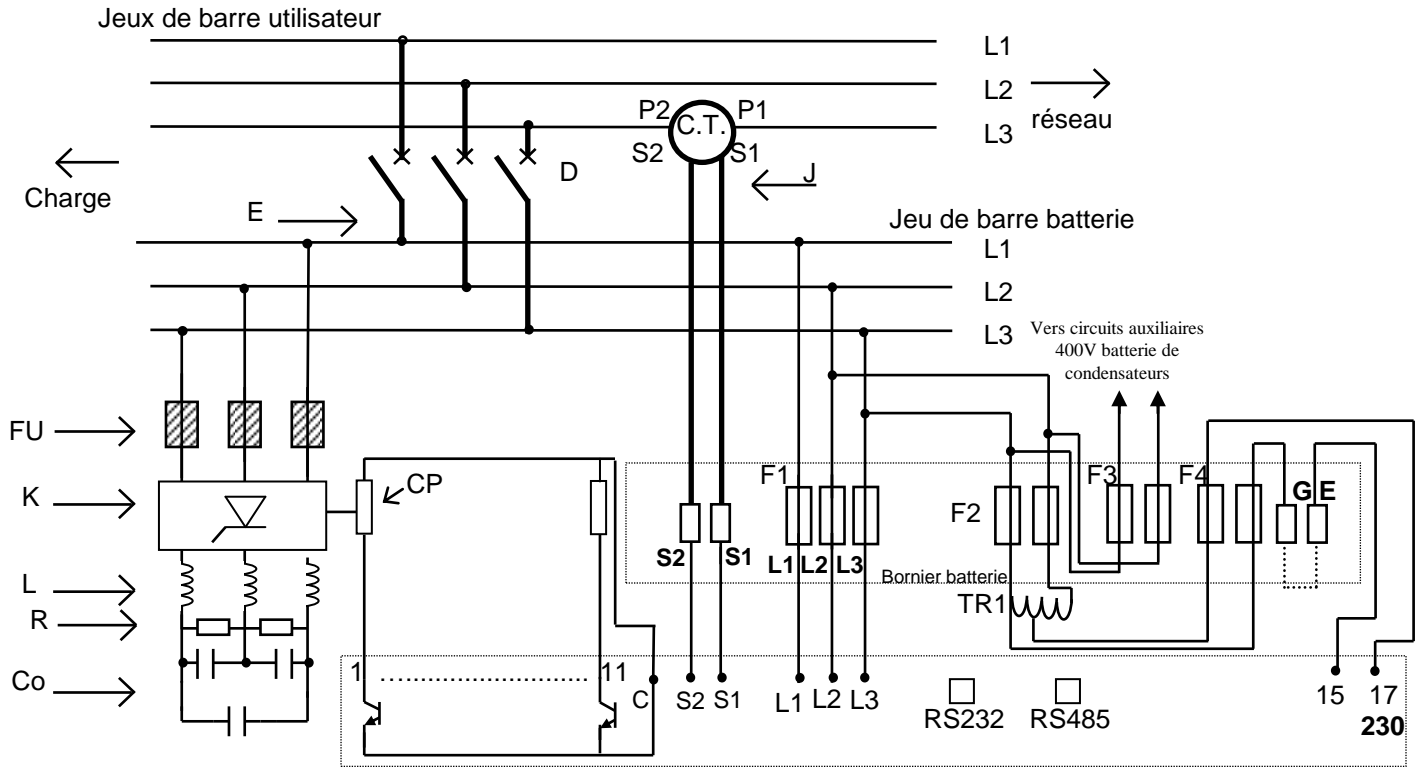 Jeux de barre utilisateur
L1
L2
réseau
L3
P2 C.T. P1
S2 S1
D
J
Charge
E
Jeu de barre batterie
L1
L2
L3
Vers circuits auxiliaires
400V batterie de
condensateurs
FU
K
CP
F1
F2
F3
F4
G E
S2 S1 L1 L2 L3
Bornier batterie
TR1
L
R
Co
1 ................................ 11
C
S2 S1 L1 L2 L3
RS232
RS485
15 17
230